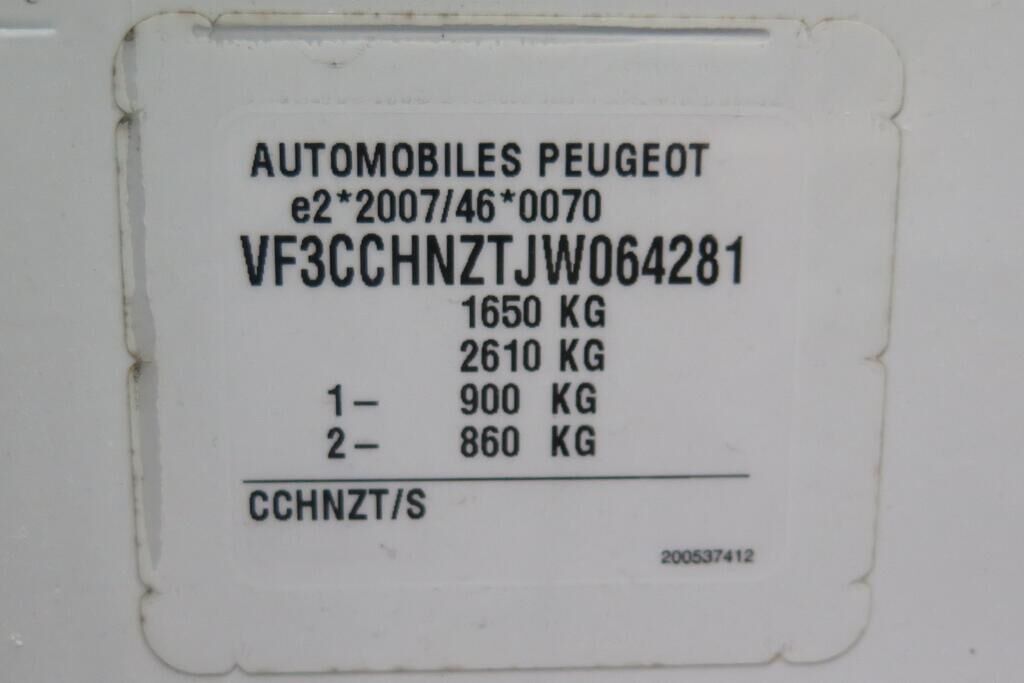 AUTOMOBILES PEUGEOT
e2*2007/46*0070
VF3CCHNZTJW064281
1650 KG
2610 KG
1- 900 KG
2- 860 KG
CCHNZT/S
200537412